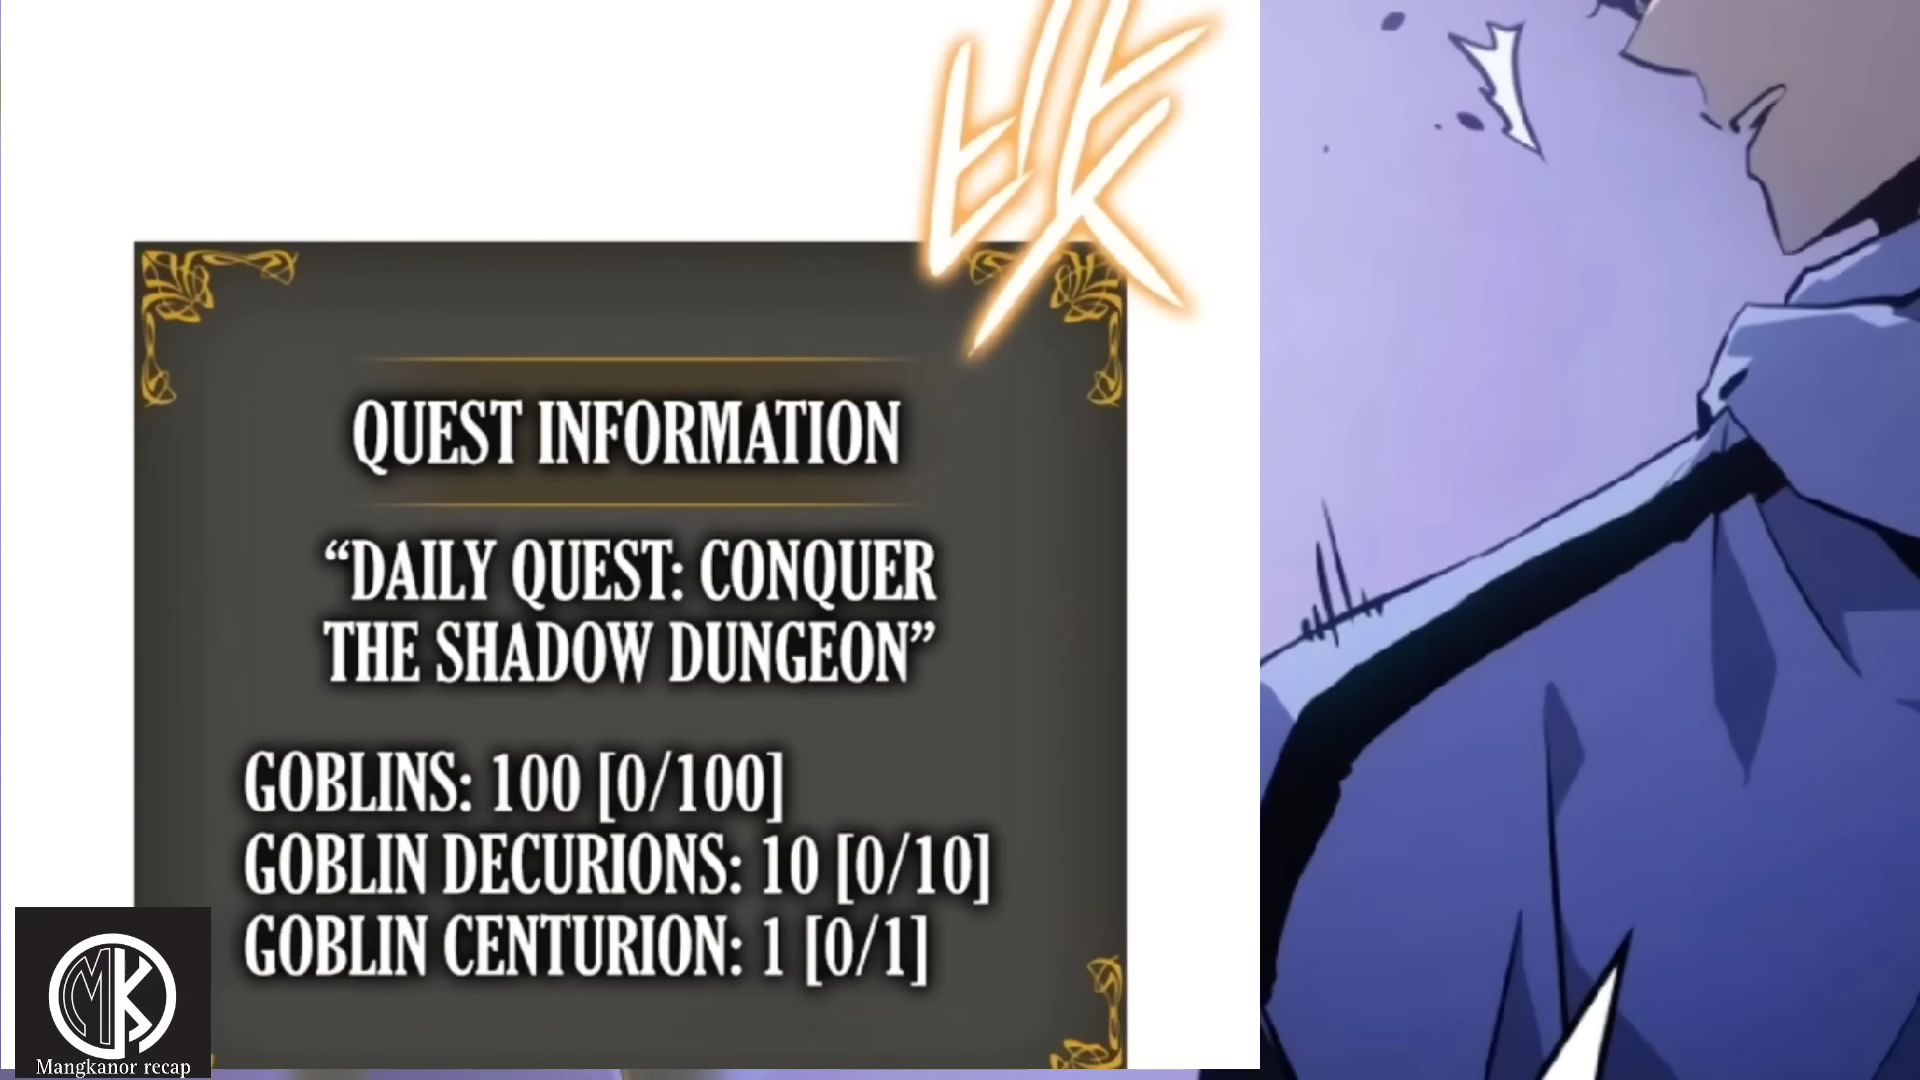 QUEST INFORMATION
“DAILY QUEST: CONQUER
THE SHADOW DUNGEON”
GOBLINS: 100 [0/100]
GOBLIN DECURIONS: 10 [0/10]
GOBLIN CENTURION: 1 [0/1]
MK
Mangkanor recap